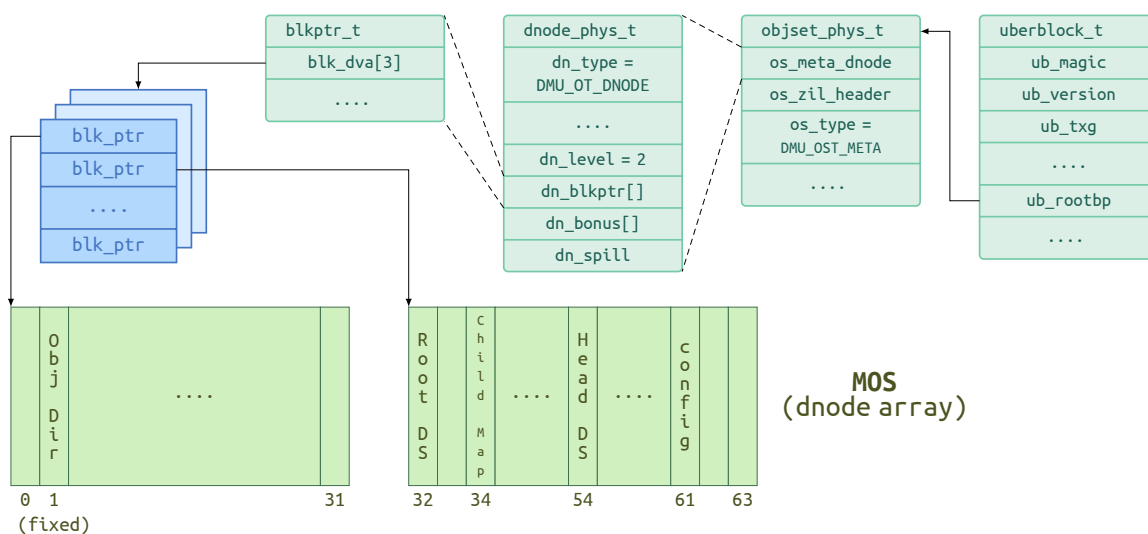 blkptr_t
blk_dva[3]
....
dnode_phys_t
dn_type =
DMU_OT_DNODE
....
dn_level = 2
dn_blkptr[]
dn_bonus[]
dn_spill
objset_phys_t
os_meta_dnode
os_zil_header
os_type =
DMU_OST_META
....
uberblock_t
ub_magic
ub_version
ub_txg
....
ub_rootbp
....
blk_ptr
blk_ptr
....
blk_ptr
Obj Dir
....
Root DS
Child Map
....
Head DS
....
config
MOS
(dnode array)
0 1 31 32 34 54 61 63
(fixed)